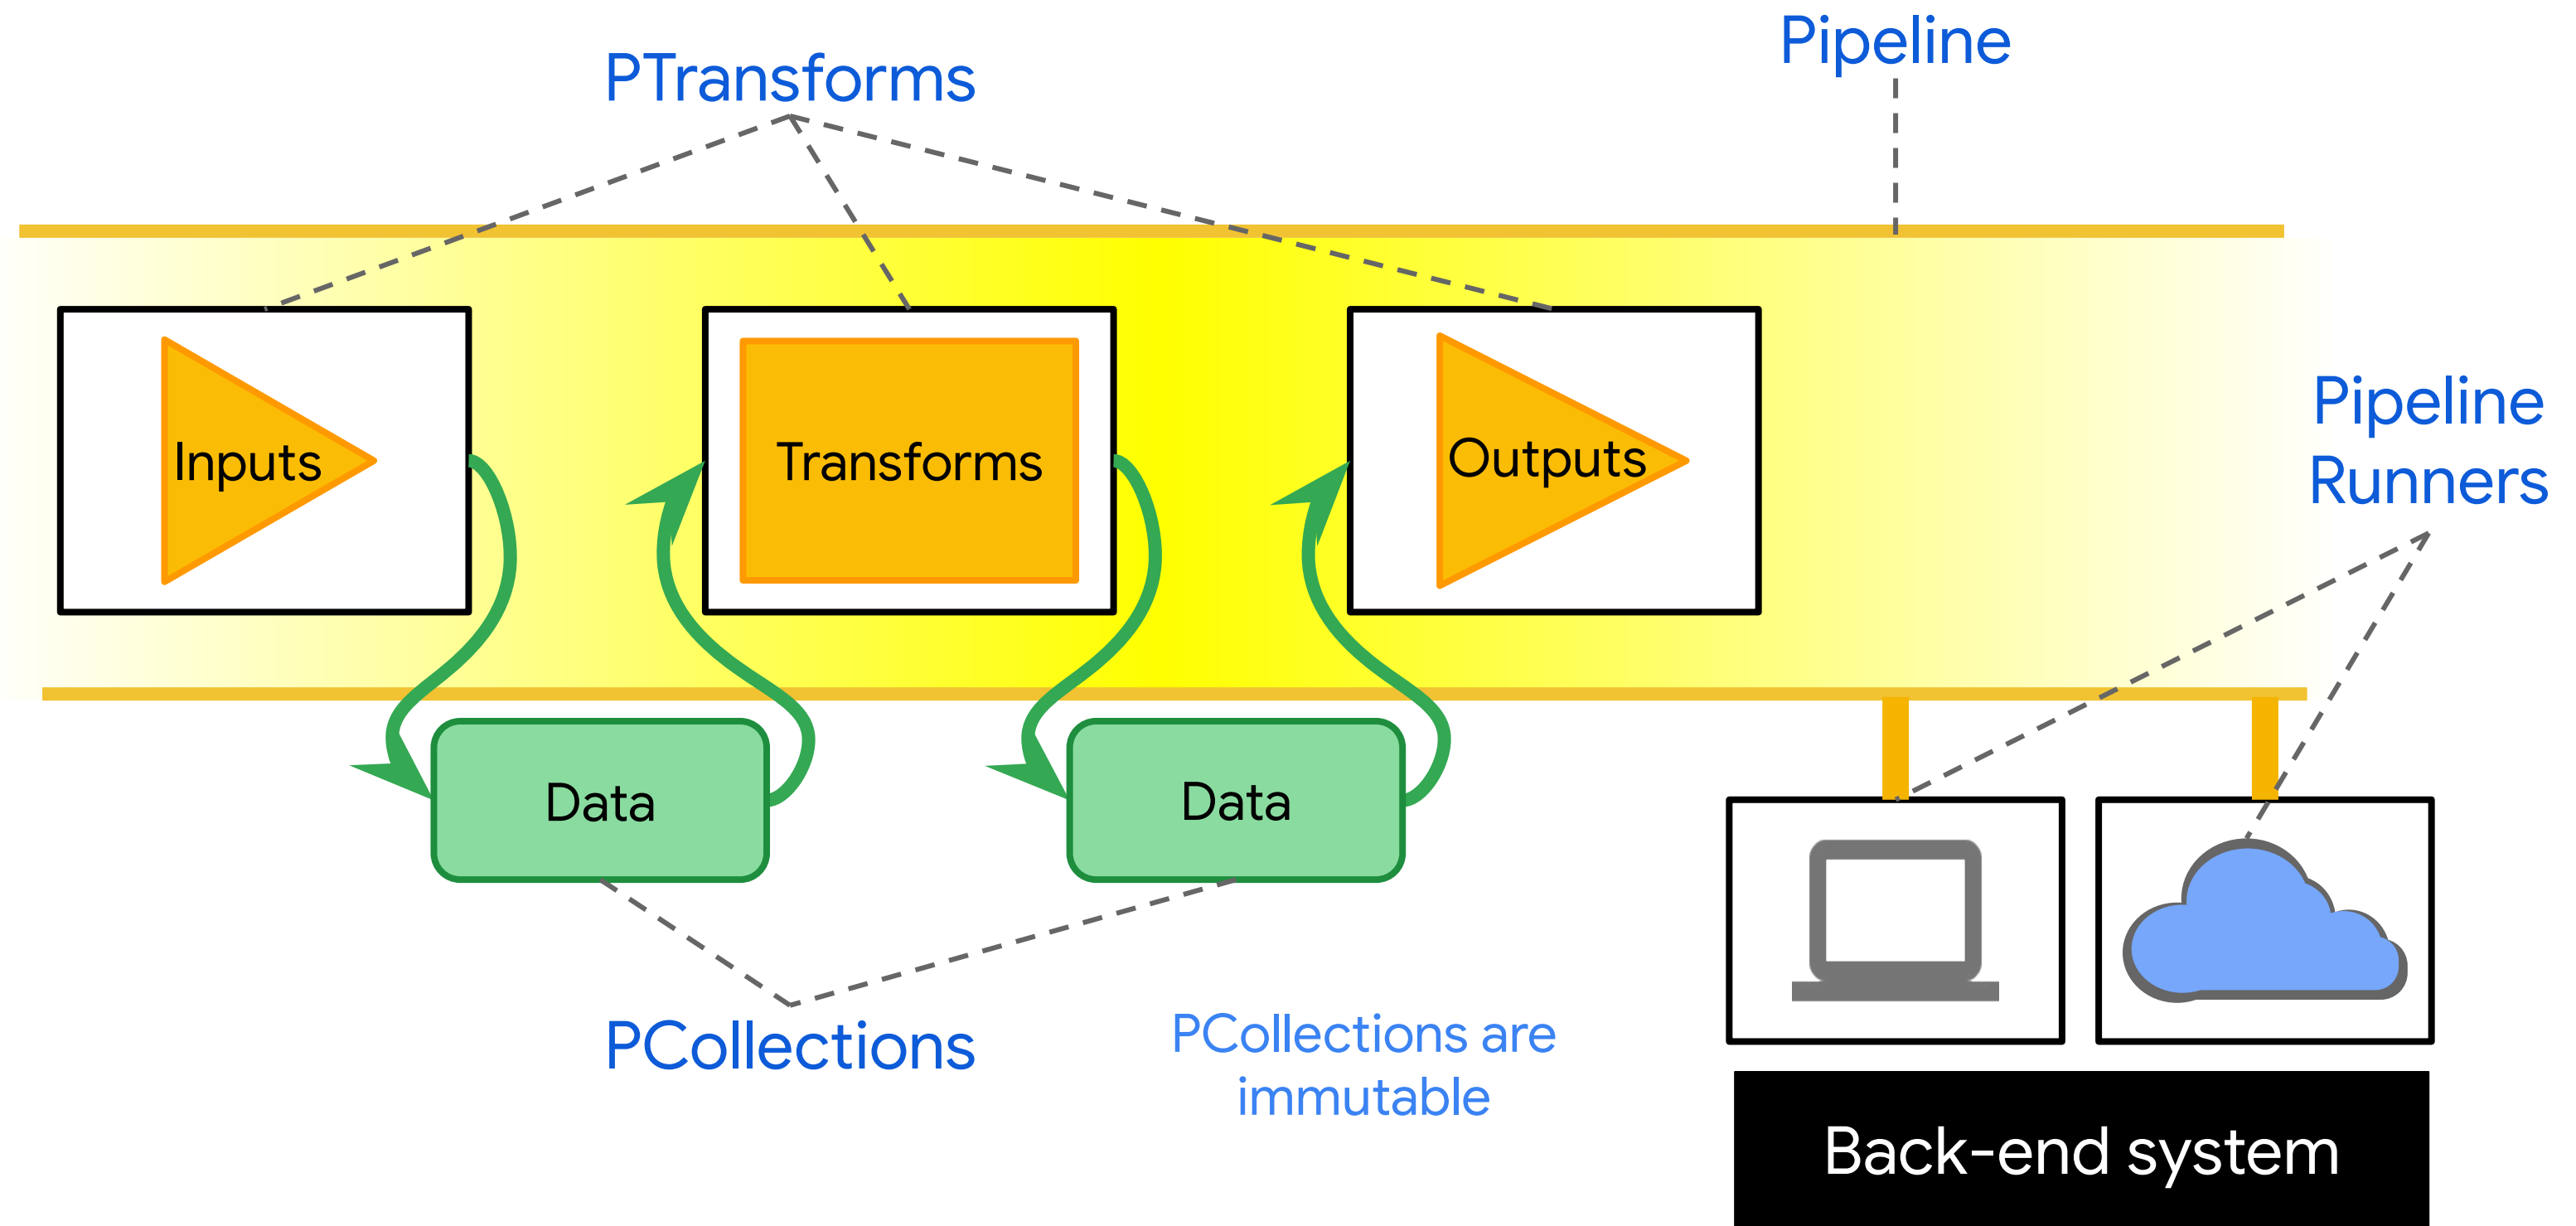 PTransforms
Pipeline
Inputs
Transforms
Outputs
Pipeline
Runners
Data
Data
PCollections
PCollections are
immutable
Back-end system